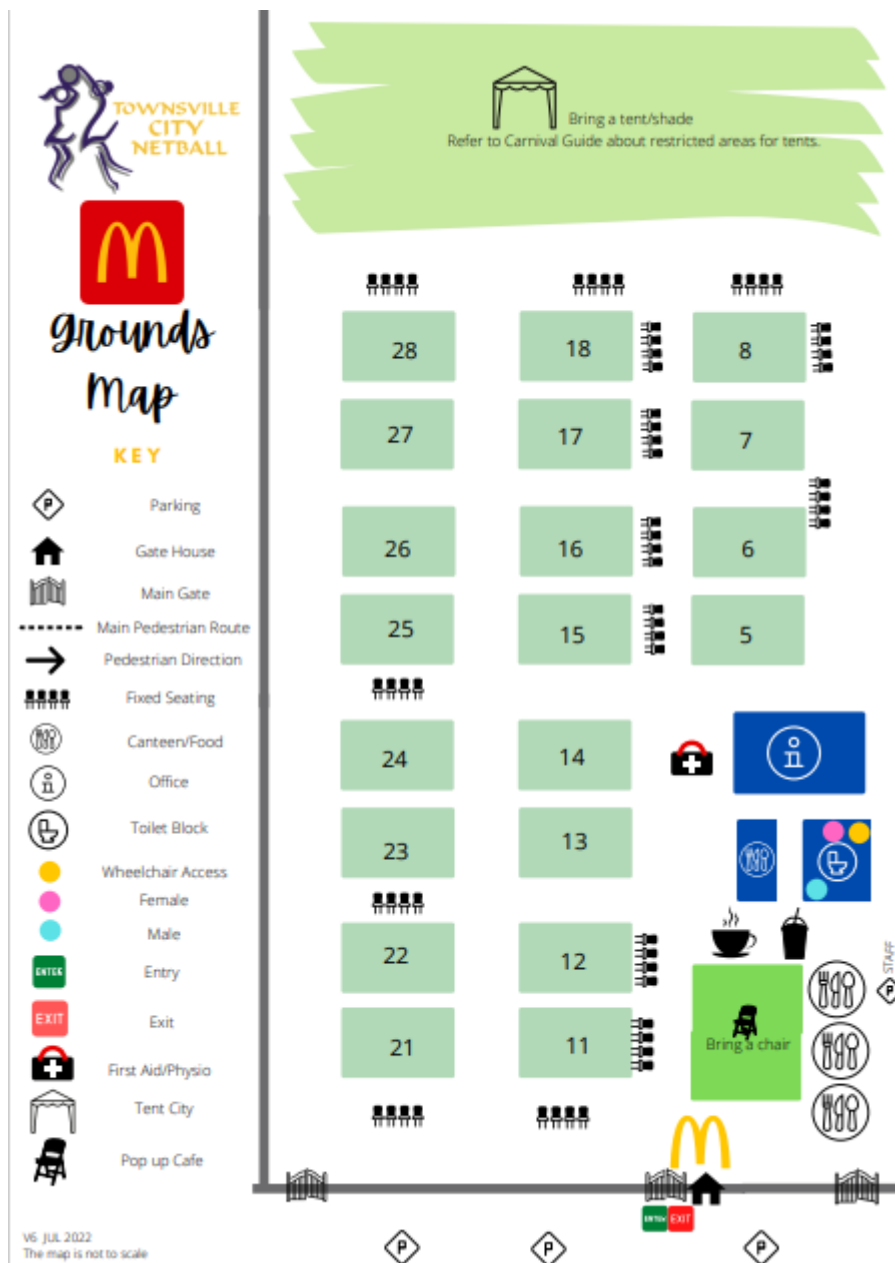 TOWNSVILLE
CITY
NETBALL
Grounds
Map
KEY
P Parking
Gate House
Main Gate
Main Pedestrian Route
Pedestrian Direction
Fixed Seating
Canteen/Food
i Office
Toilet Block
Wheelchair Access
Female
Male
ENTER Entry
EXIT Exit
First Aid/Physio
Tent City
Pop up Cafe
V6 JUL 2022
The map is not to scale
Bring a tent/shade
Refer to Carnival Guide about restricted areas for tents.
28 18 8
27 17 7
26 16 6
25 15 5
24 14 i
23 13
22 12
STAFF
P
Bring a chair
21 11
M
ENTER EXIT
P P P